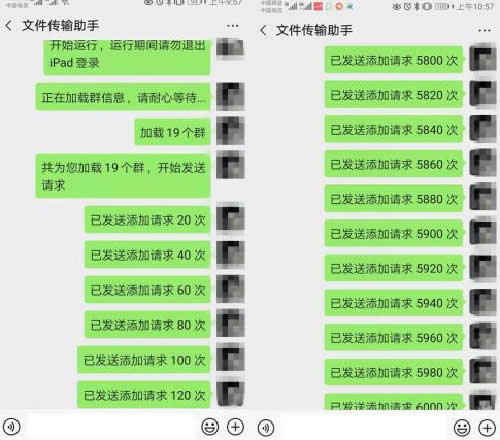 中国电信
上午9:57
文件传输助手
开始运行，运行期间请勿退出
iPad 登录
正在加载群信息，请耐心等待...
加载 19 个群
共为您加载 19 个群，开始发送
请求
已发送添加请求 20 次
已发送添加请求 40 次
已发送添加请求 60 次
已发送添加请求 80 次
已发送添加请求 100 次
已发送添加请求 120 次
中国移动
中国电信
100
上午10:57
文件传输助手
已发送添加请求 5800 次
已发送添加请求 5820 次
已发送添加请求 5840 次
已发送添加请求 5860 次
已发送添加请求 5880 次
已发送添加请求 5900 次
已发送添加请求 5920 次
已发送添加请求 5940 次
已发送添加请求 5960 次
已发送添加请求 5980 次
已发送添加请求 6000 次